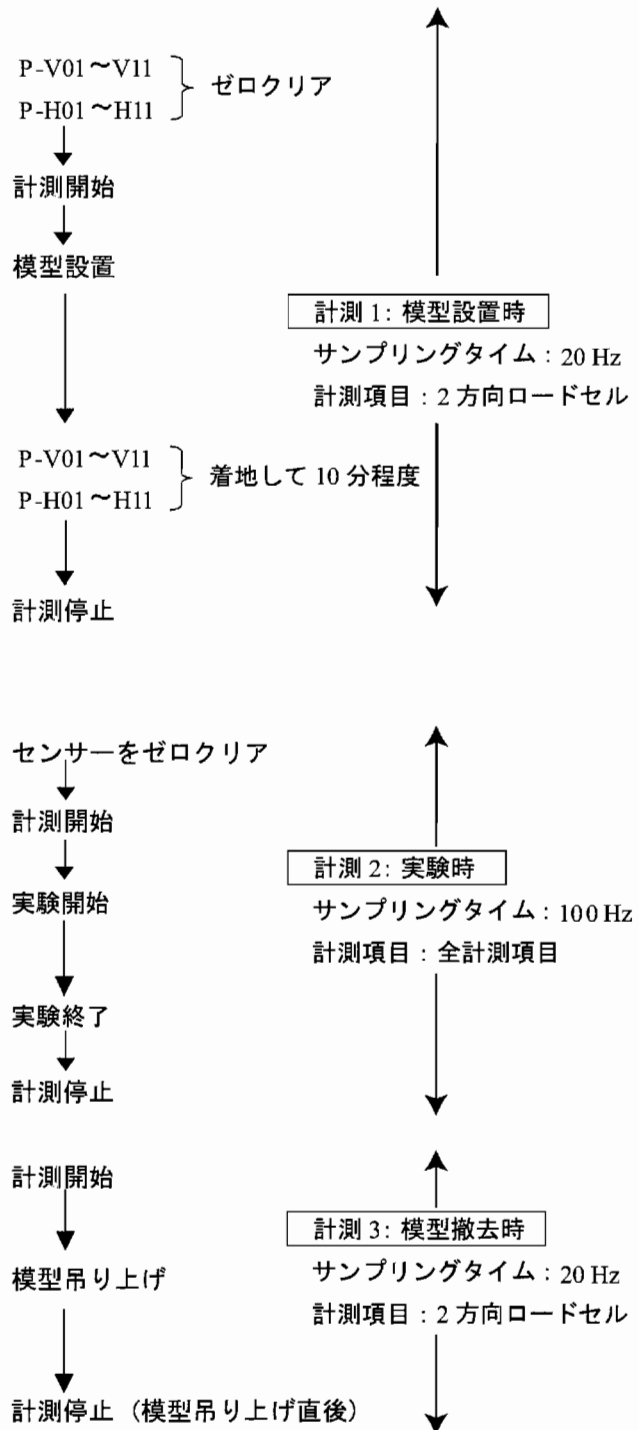 P-V01～V11
P-H01～H11
ゼロクリア
計測開始
模型設置
計測 1: 模型設置時
サンプリングタイム : 20 Hz
計測項目 : 2 方向ロードセル
P-V01～V11
P-H01～H11
着地して 10 分程度
計測停止
センサーをゼロクリア
計測開始
実験開始
実験終了
計測停止
計測 2: 実験時
サンプリングタイム : 100 Hz
計測項目 : 全計測項目
計測開始
模型吊り上げ
計測停止（模型吊り上げ直後）
計測 3: 模型撤去時
サンプリングタイム : 20 Hz
計測項目 : 2 方向ロードセル